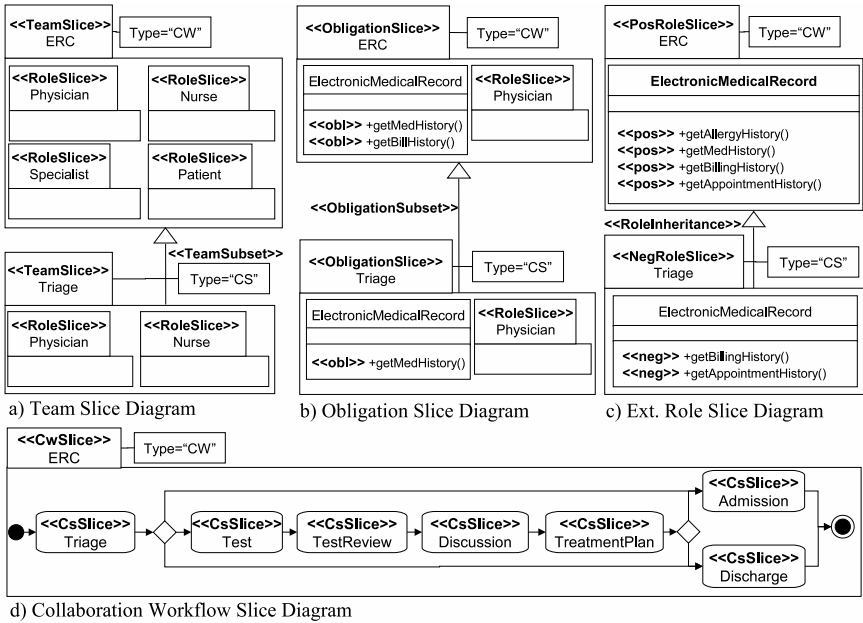 <<TeamSlice>>
ERC
Type="CW"
<<RoleSlice>>
Physician
<<RoleSlice>>
Nurse
<<RoleSlice>>
Specialist
<<RoleSlice>>
Patient
<<TeamSubset>>
<<TeamSlice>>
Triage
Type="CS"
<<RoleSlice>>
Physician
<<RoleSlice>>
Nurse
a) Team Slice Diagram
<<ObligationSlice>>
ERC
Type="CW"
ElectronicMedicalRecord
<<obl>> +getMedHistory()
<<obl>> +getBillHistory()
<<RoleSlice>>
Physician
<<ObligationSubset>>
<<ObligationSlice>>
Triage
Type="CS"
ElectronicMedicalRecord
<<obl>> +getMedHistory()
<<RoleSlice>>
Physician
b) Obligation Slice Diagram
<<PosRoleSlice>>
ERC
Type="CW"
ElectronicMedicalRecord
<<pos>> +getAllergyHistory()
<<pos>> +getMedHistory()
<<pos>> +getBillingHistory()
<<pos>> +getAppointmentHistory()
<<RoleInheritance>>
<<NegRoleSlice>>
Triage
Type="CS"
ElectronicMedicalRecord
<<neg>> +getBillingHistory()
<<neg>> +getAppointmentHistory()
c) Ext. Role Slice Diagram
<<CwSlice>>
ERC
Type="CW"
<<CsSlice>>
Triage
<<CsSlice>>
Test
<<CsSlice>>
TestReview
<<CsSlice>>
Discussion
<<CsSlice>>
TreatmentPlan
<<CsSlice>>
Admission
<<CsSlice>>
Discharge
d) Collaboration Workflow Slice Diagram